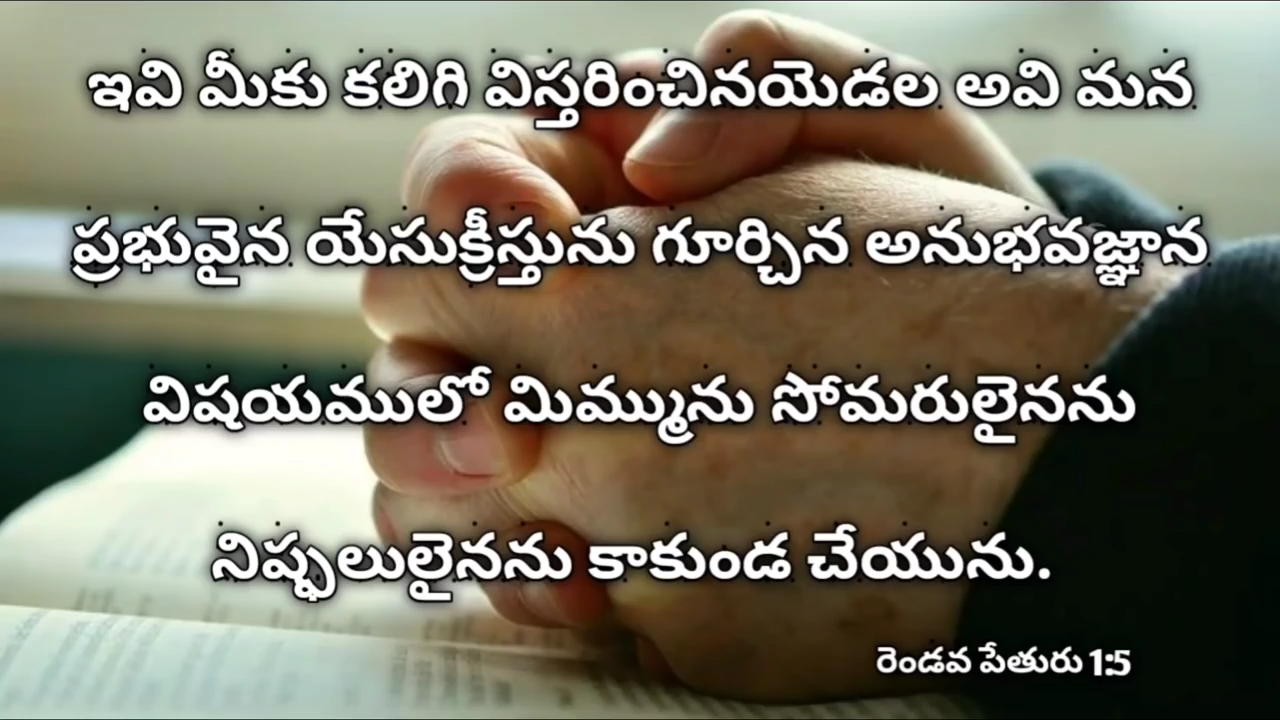 ఇవి మీకు కలిగి విస్తరించినయెడల అవి మన
ప్రభువైన యేసుక్రీస్తును గూర్చిన అనుభవజ్ఞాన
విషయములో మిమ్మును సోమరులైనను
నిష్ఫలులైనను కాకుండ చేయును.
రెండవ పేతురు 1:5